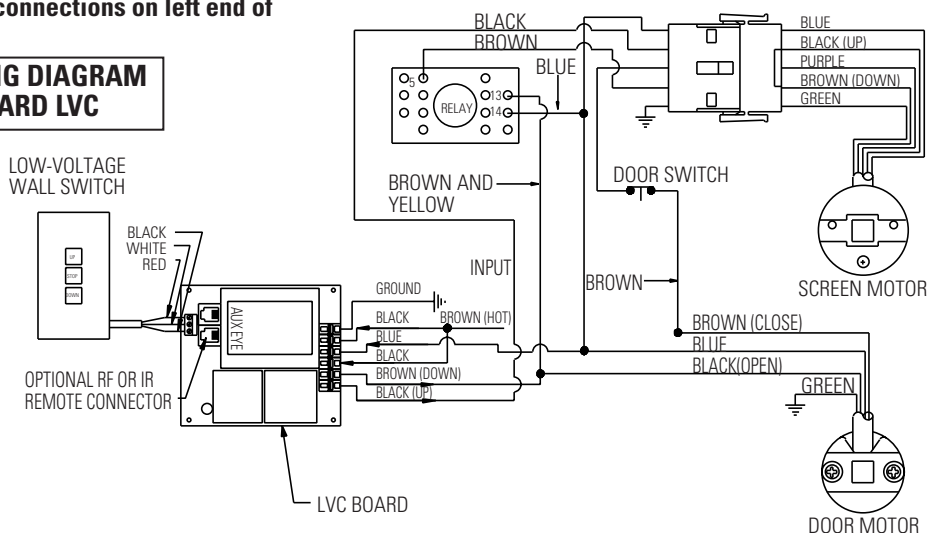 connections on left end of
G DIAGRAM
ARD LVC
LOW-VOLTAGE
WALL SWITCH
UP
STOP
DOWN
BLACK
WHITE
RED
OPTIONAL RF OR IR
REMOTE CONNECTOR
AUX EYE
LVC BOARD
GROUND
BLACK
BROWN (HOT)
BLUE
BLACK
BROWN (DOWN)
BLACK (UP)
INPUT
BLACK
BROWN
BLUE
5
RELAY
13
14
BROWN AND
YELLOW
DOOR SWITCH
BROWN
BLUE
BLACK (UP)
PURPLE
BROWN (DOWN)
GREEN
SCREEN MOTOR
BROWN (CLOSE)
BLUE
BLACK(OPEN)
GREEN
DOOR MOTOR